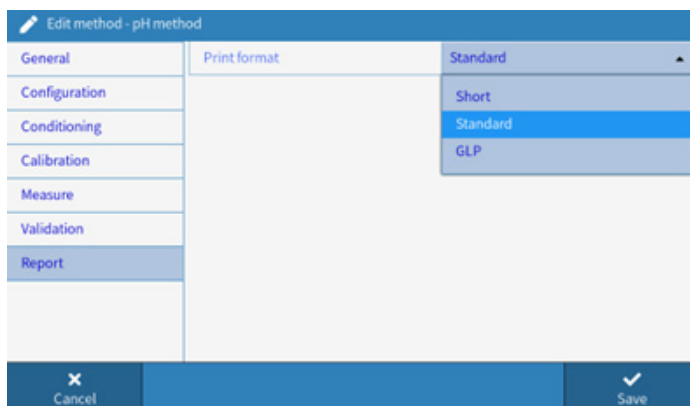 Edit method - pH method
General
Print format
Standard
Configuration
Short
Conditioning
Standard
Calibration
GLP
Measure
Validation
Report
Cancel
Save